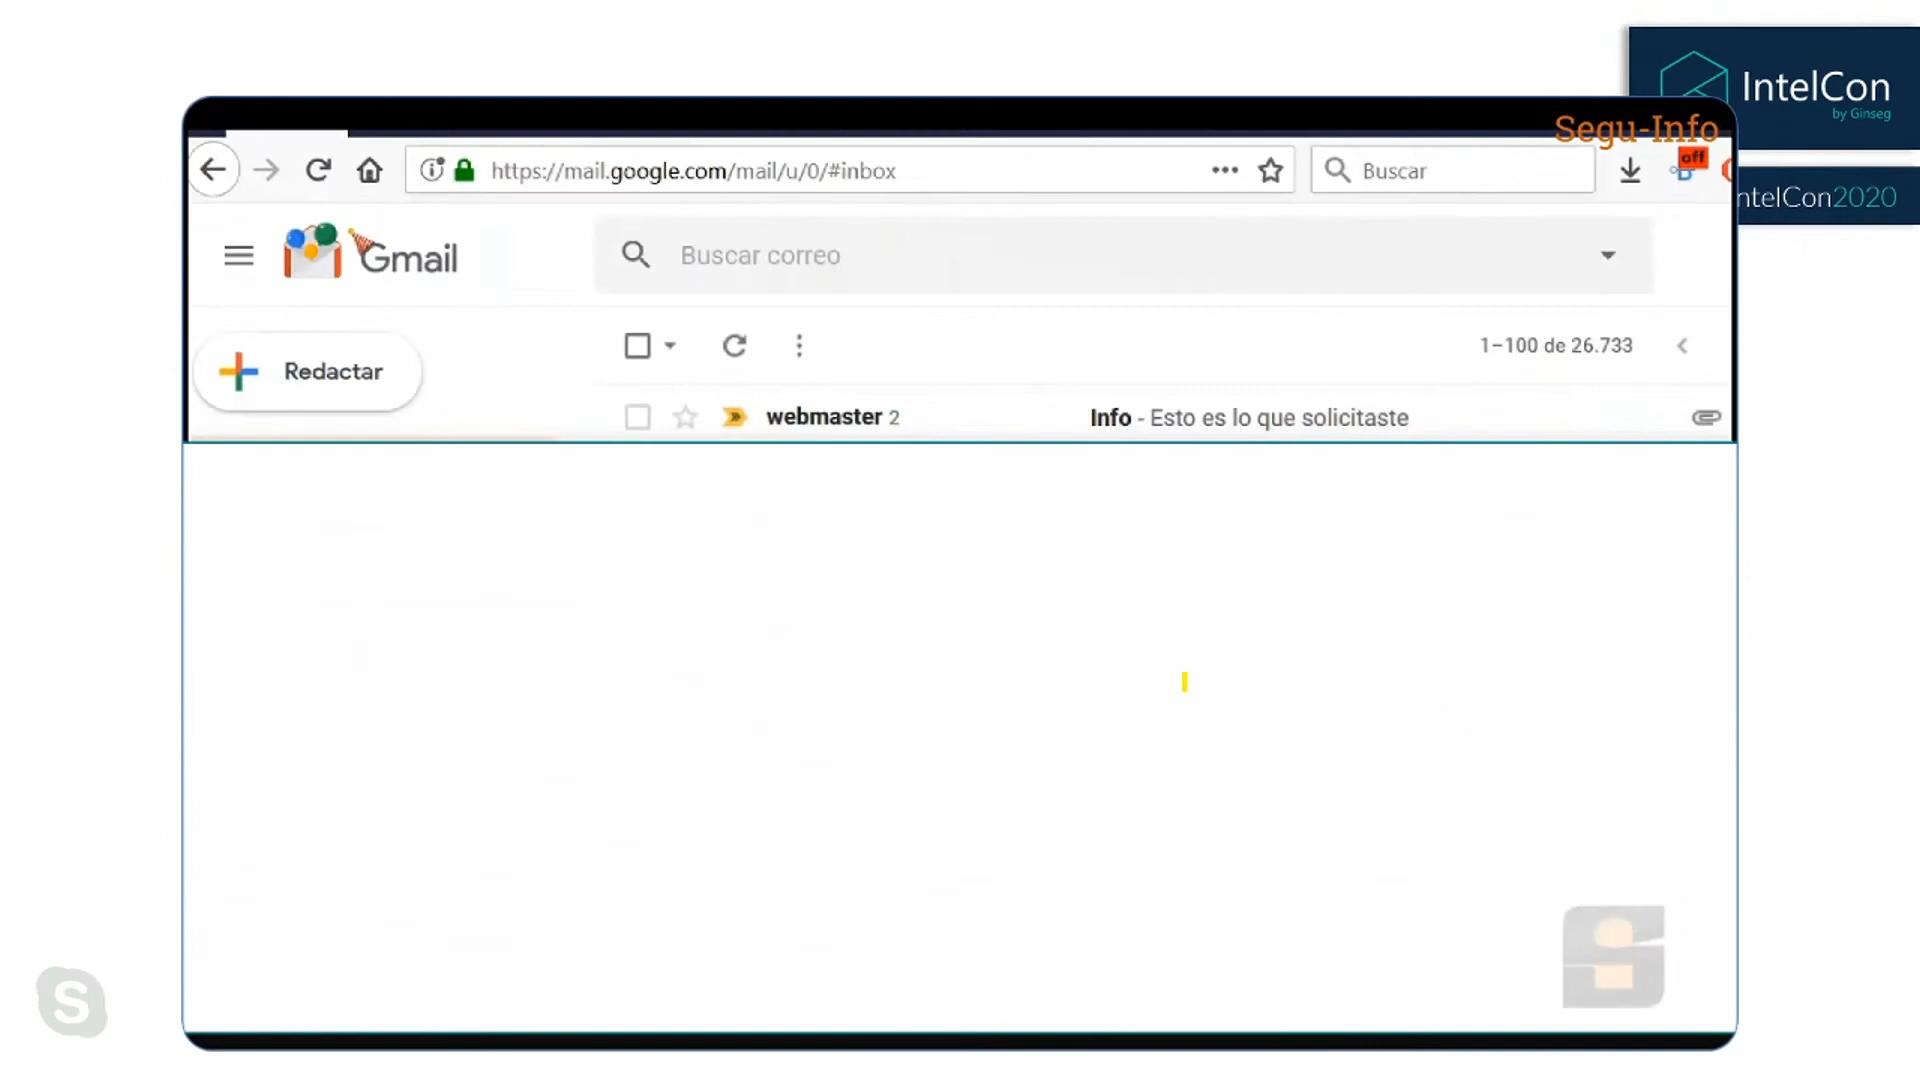 IntelCon
by Ginseg
Segu-Info
off
https://mail.google.com/mail/u/0/#inbox
Buscar
ntelCon2020
Gmail
Buscar correo
Redactar
1-100 de 26.733
webmaster 2
Info - Esto es lo que solicitaste